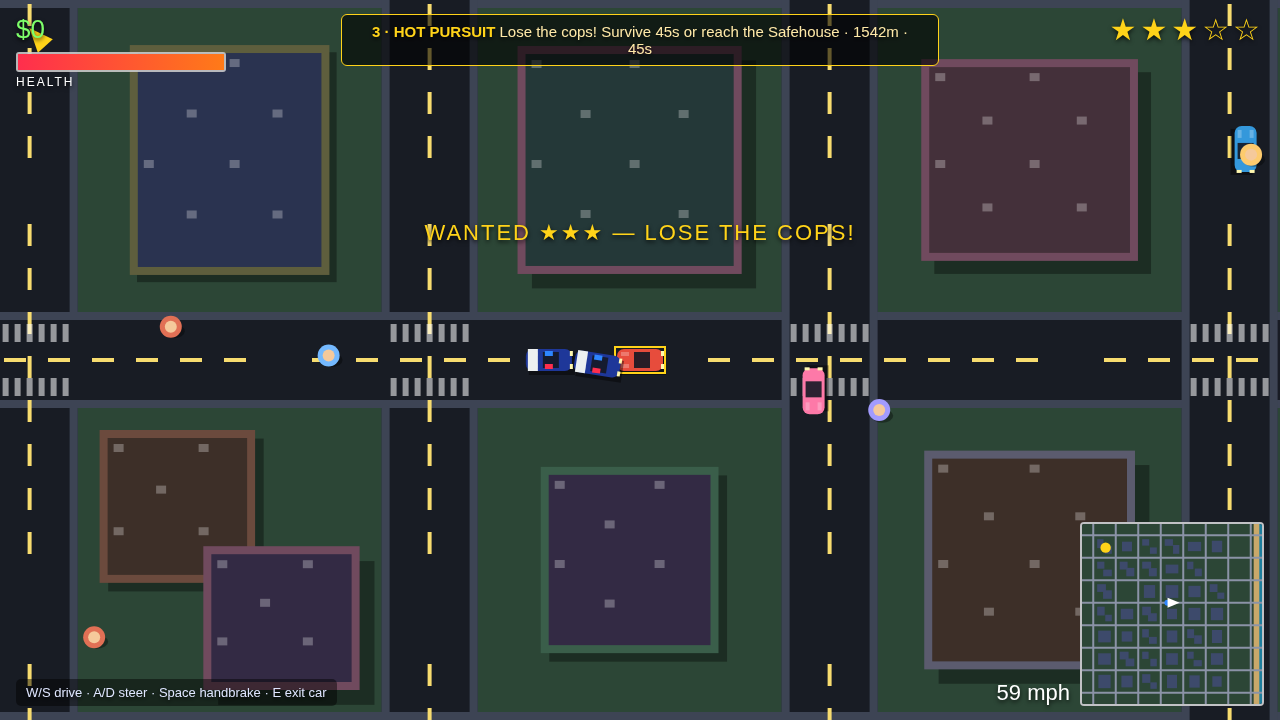 $0
HEALTH
3 · HOT PURSUIT Lose the cops! Survive 45s or reach the Safehouse · 1542m ·
45s
★★★☆☆
WANTED ★★★ — LOSE THE COPS!
W/S drive · A/D steer · Space handbrake · E exit car
59 mph